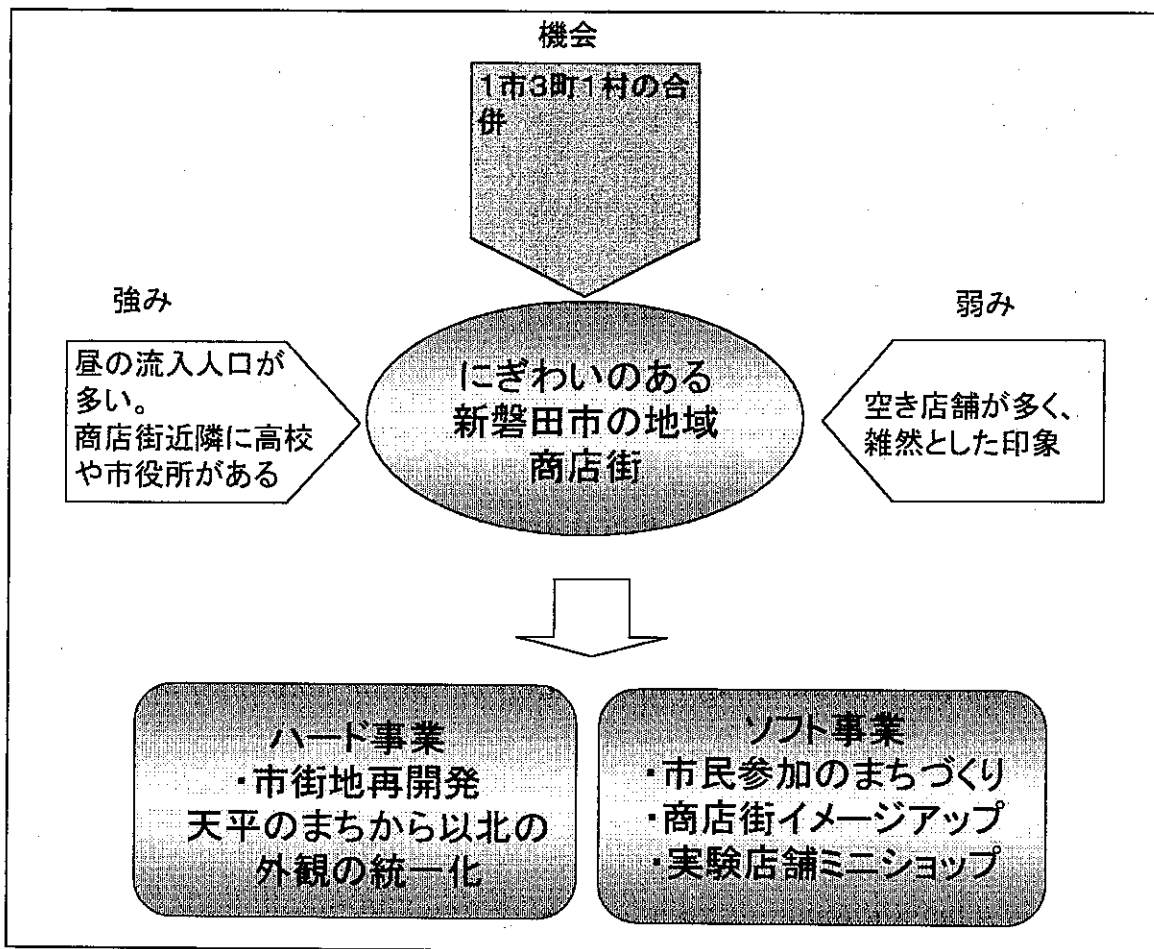 機会
1市3町1村の合
併
強み
昼の流入人口が
多い。
商店街近隣に高校
や市役所がある
にぎわいのある
新磐田市の地域
商店街
弱み
空き店舗が多く、
雑然とした印象
ハード事業
・市街地再開発
天平のまちから以北の
外観の統一化
ソフト事業
・市民参加のまちづくり
・商店街イメージアップ
・実験店舗ミニショップ